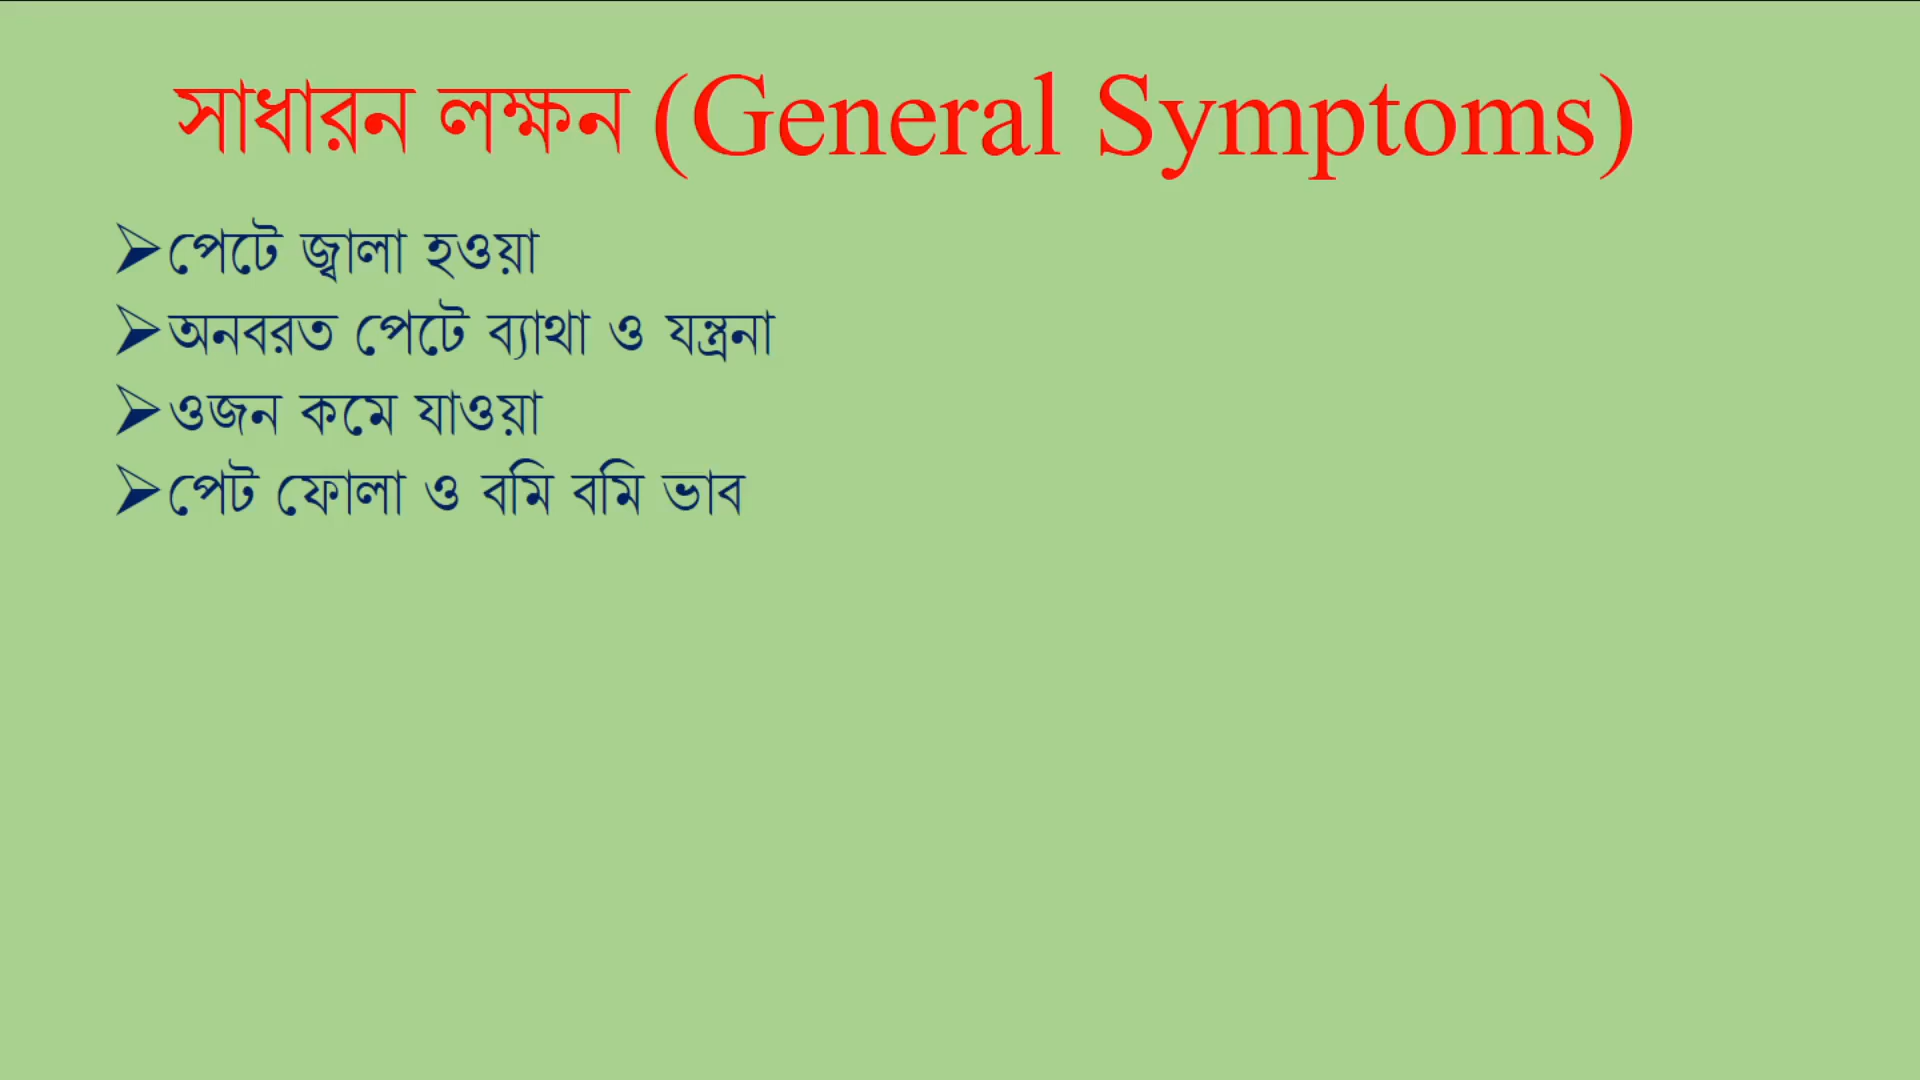 সাধারন লক্ষন (General Symptoms)
➢পেটে জ্বালা হওয়া
➢অনবরত পেটে ব্যাথা ও যন্ত্রনা
➢ওজন কমে যাওয়া
➢পেট ফোলা ও বমি বমি ভাব